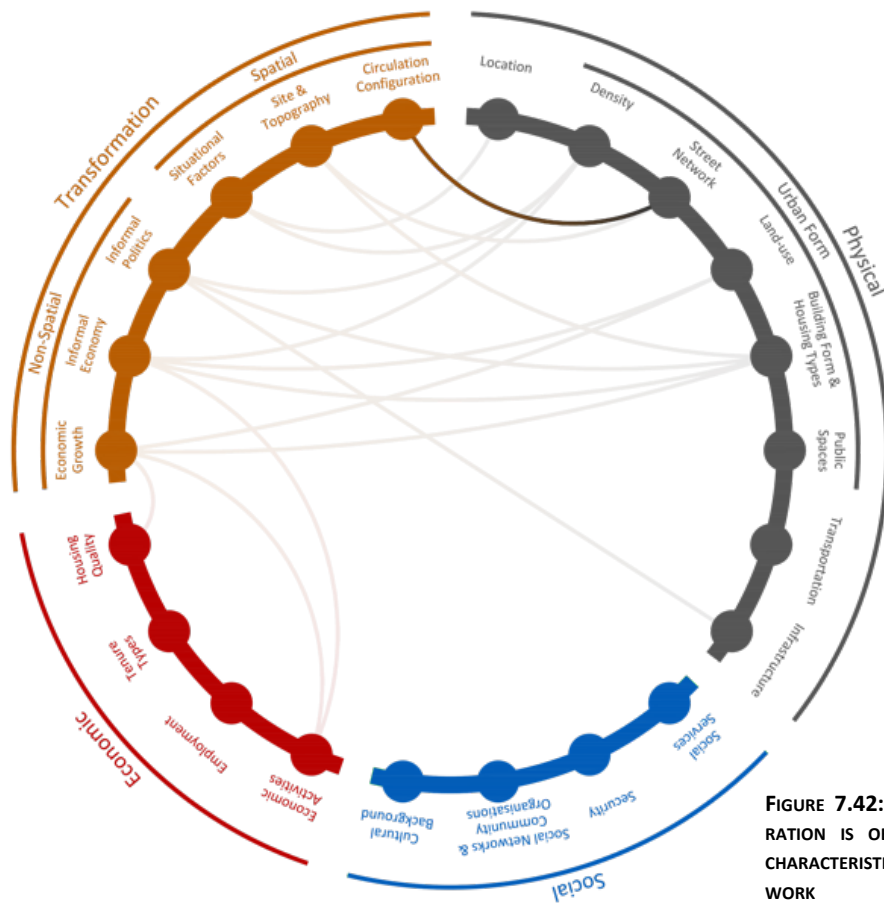 Transformation
Spatial
Circulation
Configuration
Site &
Topography
Situational
Factors
Non-Spatial
Informal
Politics
Informal
Economy
Economic
Growth
Physical
Location
Urban Form
Density
Street
Network
Land-use
Building Form &
Housing Types
Public
Spaces
Transportation
Infrastructure
Social
Social
Services
Security
Social Networks &
Community
Organisations
Cultural
Background
Economic
Economic
Activities
Employment
Tenure
Types
Housing
Quality
FIGURE 7.42:
RATION IS
CHARACTERIST
WORK